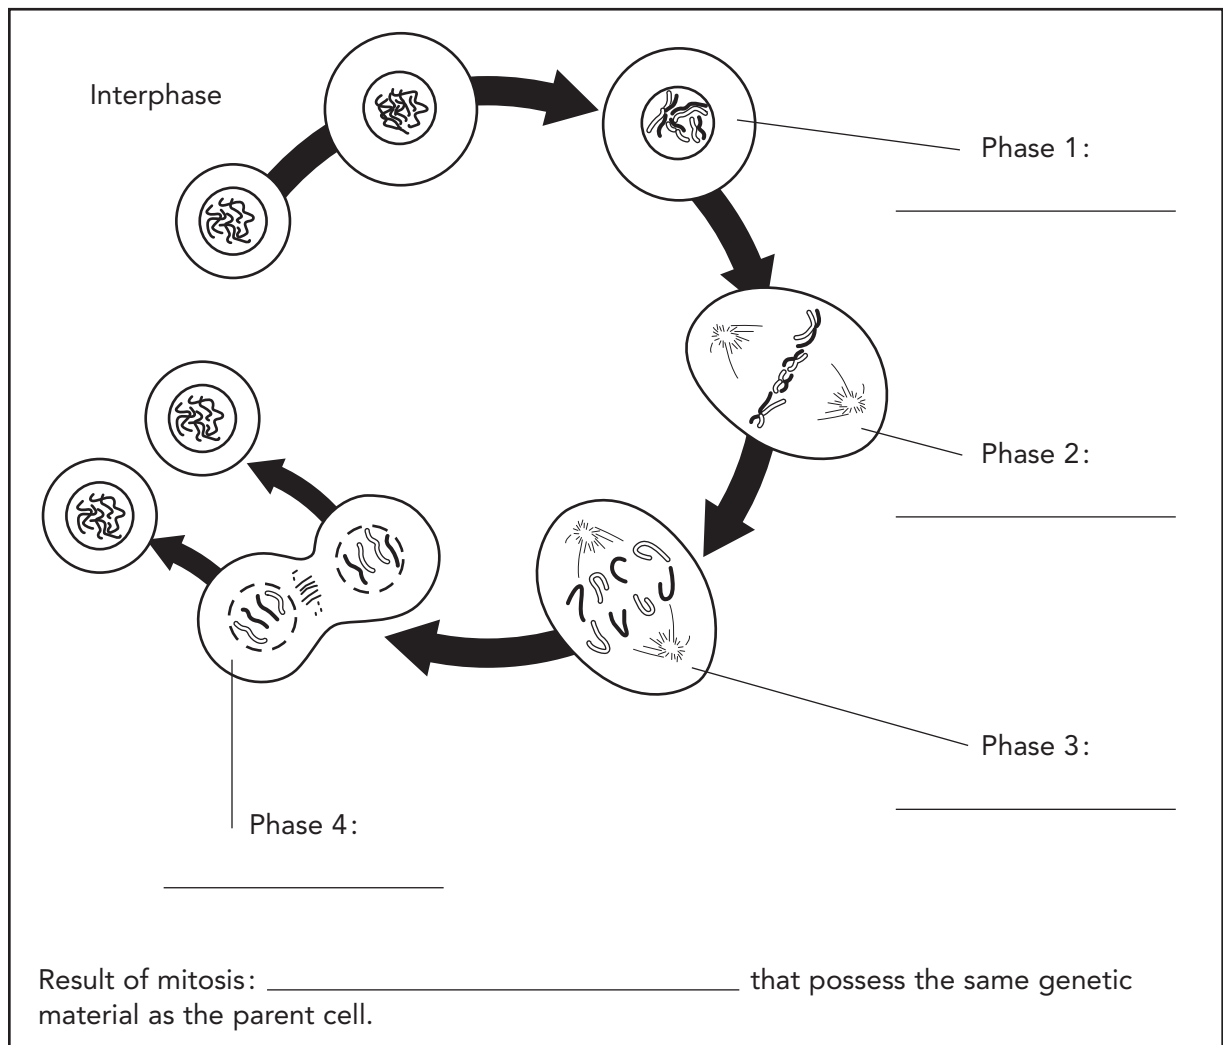 Interphase
Phase 1:
Phase 2:
Phase 3:
Phase 4:
Result of mitosis: ______________________________ that possess the same genetic
material as the parent cell.